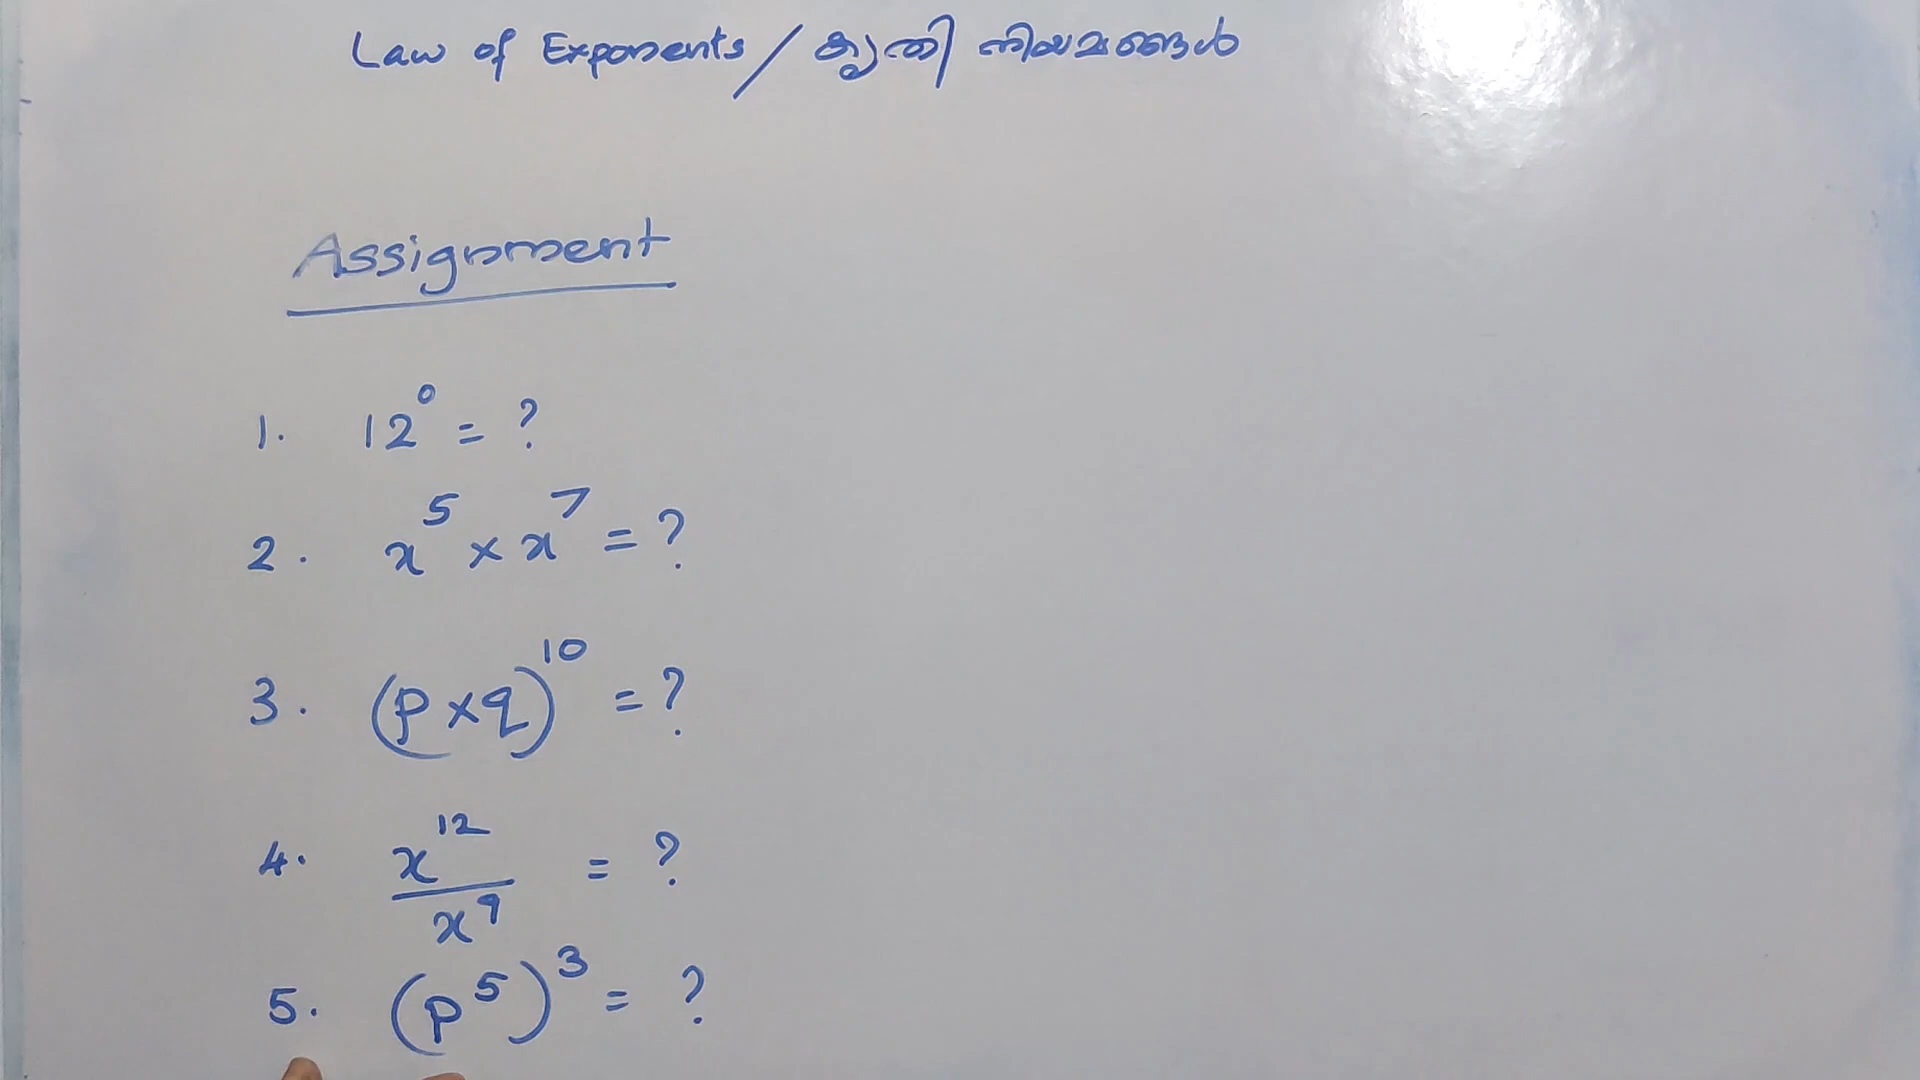 Law of Exponents / കൃതി നിയമങ്ങൾ
Assignment
1. 12⁰ = ?
2. x⁵ × x⁷ = ?
3. (p × q)¹⁰ = ?
4. x¹² / x⁹ = ?
5. (p⁵)³ = ?